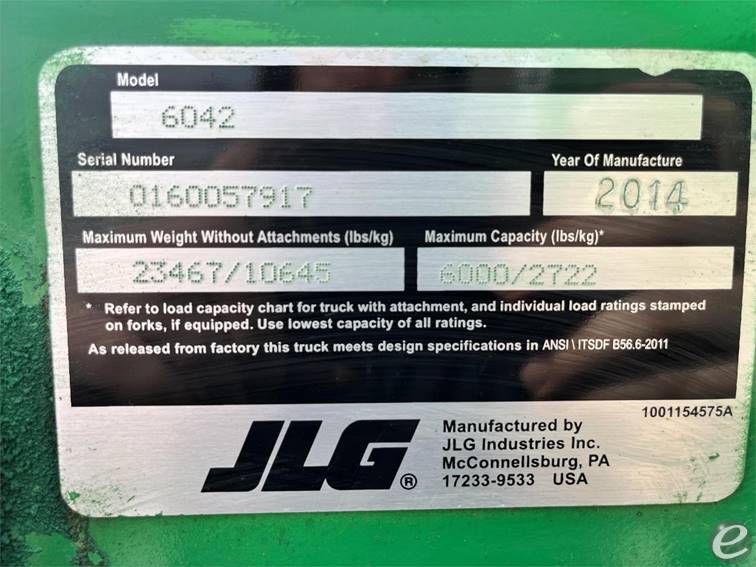 Model
6042
Serial Number
Year Of Manufacture
0160057917
2014
Maximum Weight Without Attachments (lbs/kg)
Maximum Capacity (lbs/kg)*
23467/10645
6000/2722
* Refer to load capacity chart for truck with attachment, and individual load ratings stamped
on forks, if equipped. Use lowest capacity of all ratings.
As released from factory this truck meets design specifications in ANSI \ ITSDF B56.6-2011
1001154575A
JLG®
Manufactured by
JLG Industries Inc.
McConnellsburg, PA
17233-9533 USA
e